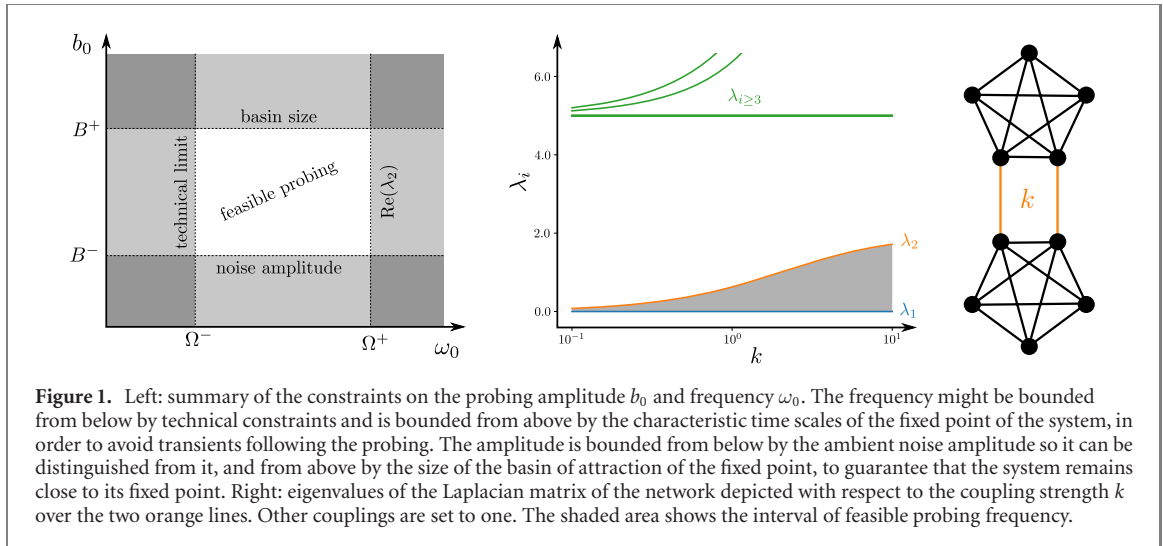 b₀
B⁺
B⁻
basin size
technical limit
feasible probing
Re(λ₂)
noise amplitude
Ω⁻
Ω⁺
ω₀
6.0
4.0
2.0
0.0
λᵢ
λᵢ≥₃
λ₂
λ₁
10⁻¹
10⁰
10¹
k
k
Figure 1. Left: summary of the constraints on the probing amplitude b₀ and frequency ω₀. The frequency might be bounded
from below by technical constraints and is bounded from above by the characteristic time scales of the fixed point of the system, in
order to avoid transients following the probing. The amplitude is bounded from below by the ambient noise amplitude so it can be
distinguished from it, and from above by the size of the basin of attraction of the fixed point, to guarantee that the system remains
close to its fixed point. Right: eigenvalues of the Laplacian matrix of the network depicted with respect to the coupling strength k
over the two orange lines. Other couplings are set to one. The shaded area shows the interval of feasible probing frequency.